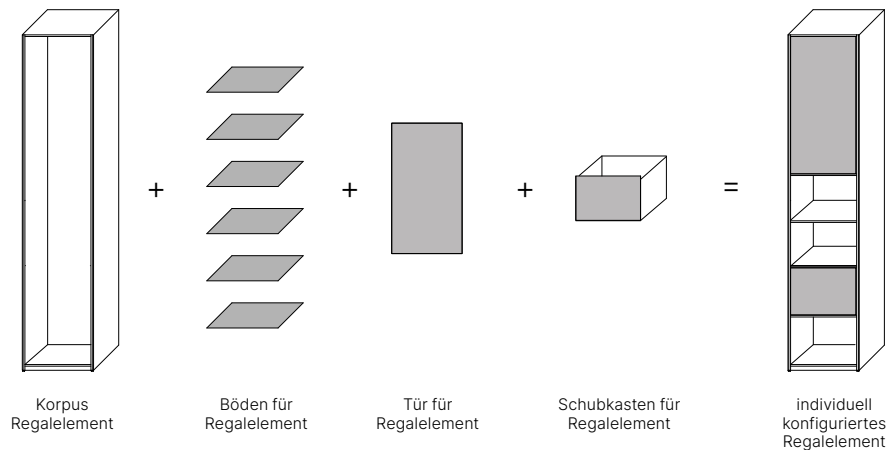 +
+
+
=
Korpus
Regalelement
Böden für
Regalelement
Tür für
Regalelement
Schubkasten für
Regalelement
individuell
konfiguriertes
Regalelement